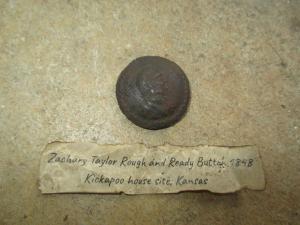 Zachary Taylor Rough and Ready Button, 1848
Kickapoo house site, Kansas